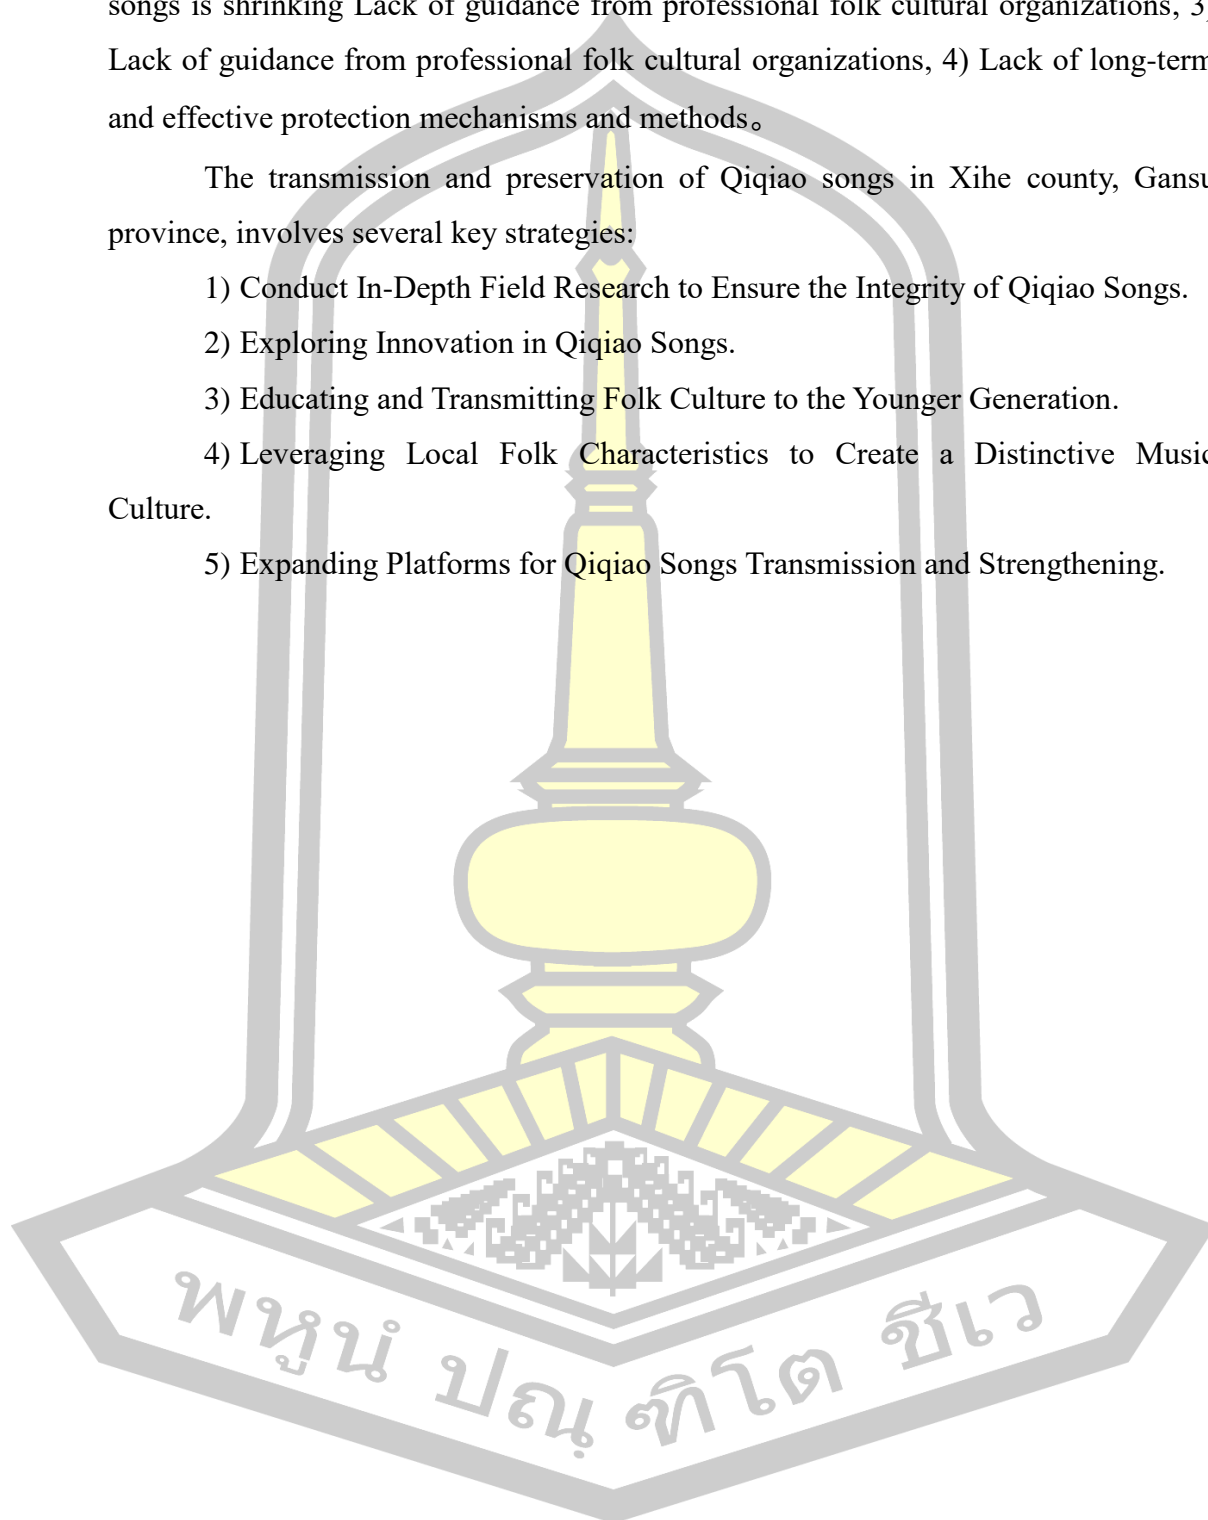 songs is shrinking Lack of guidance from professional folk cultural organizations, 3)
Lack of guidance from professional folk cultural organizations, 4) Lack of long-term
and effective protection mechanisms and methods。
The transmission and preservation of Qiqiao songs in Xihe county, Gansu
province, involves several key strategies:
1) Conduct In-Depth Field Research to Ensure the Integrity of Qiqiao Songs.
2) Exploring Innovation in Qiqiao Songs.
3) Educating and Transmitting Folk Culture to the Younger Generation.
4) Leveraging Local Folk Characteristics to Create a Distinctive Music
Culture.
5) Expanding Platforms for Qiqiao Songs Transmission and Strengthening.
พหูนํ ปณฺฑิโต ชีเว